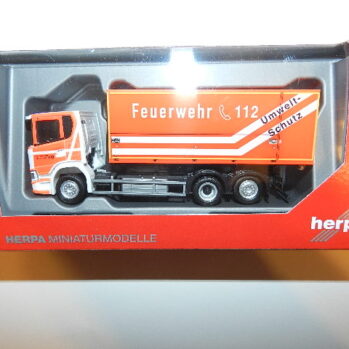 Feuerwehr 112
Umwelt-
Schutz
HERPA MINIATURMODELLE
herpa